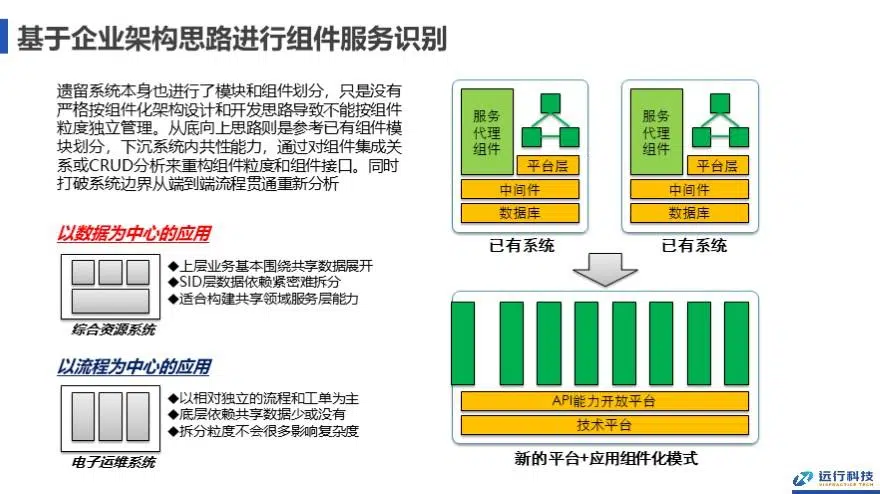 基于企业架构思路进行组件服务识别
遗留系统本身也进行了模块和组件划分，只是没有
严格按组件化架构设计和开发思路导致不能按组件
粒度独立管理。从底向上思路则是参考已有组件模
块划分，下沉系统内共性能力，通过对组件集成关
系或CRUD分析来重构组件粒度和组件接口。同时
打破系统边界从端到端流程贯通重新分析
以数据为中心的应用
◆上层业务基本围绕共享数据展开
◆SID层数据依赖紧密难拆分
◆适合构建共享领域服务层能力
综合资源系统
以流程为中心的应用
◆以相对独立的流程和工单为主
◆底层依赖共享数据少或没有
◆拆分粒度不会很多影响复杂度
电子运维系统
服务
代理
组件
平台层
中间件
数据库
已有系统
服务
代理
组件
平台层
中间件
数据库
已有系统
API能力开放平台
技术平台
新的平台+应用组件化模式
远行科技
VIAPRACTICE TECH